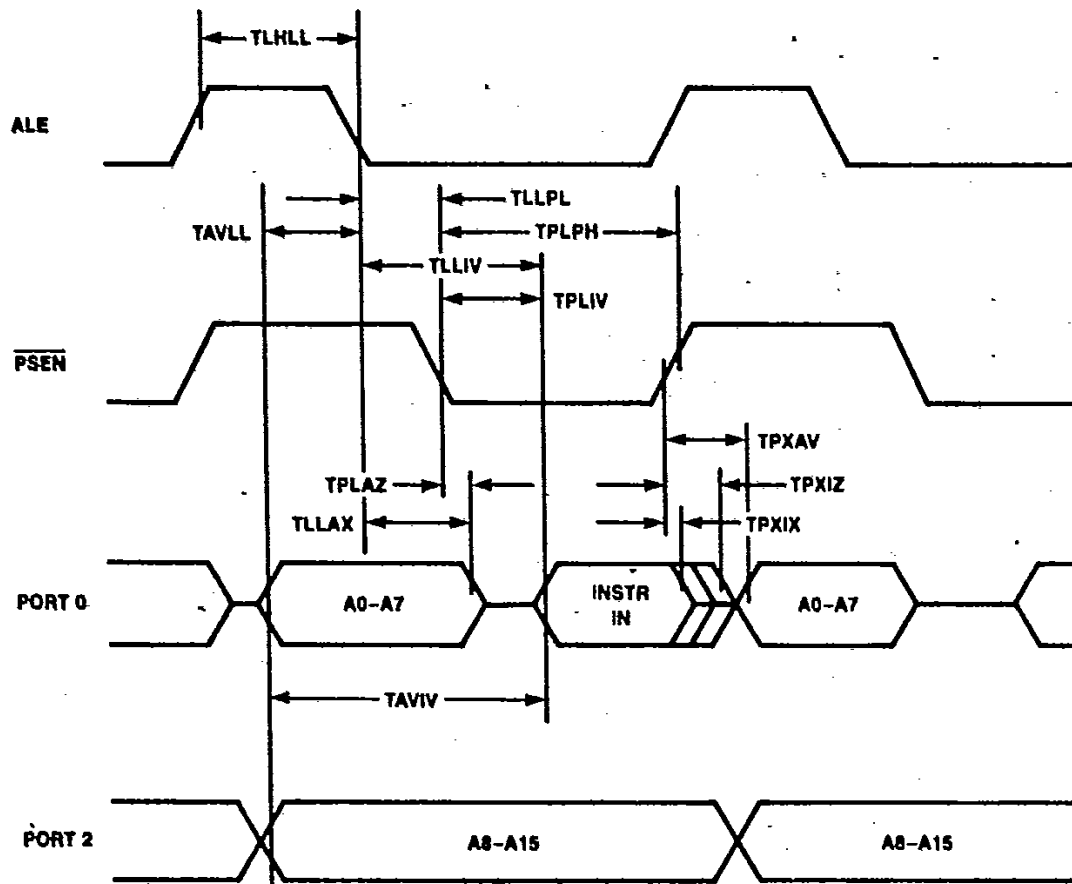 TLHLL
ALE
TLLPL
TAVLL
TPLPH
TLLIV
TPLIV
PSEN
TPXAV
TPLAZ
TPXIZ
TLLAX
TPXIX
PORT 0
A0-A7
INSTR
IN
A0-A7
TAVIV
PORT 2
A8-A15
A8-A15